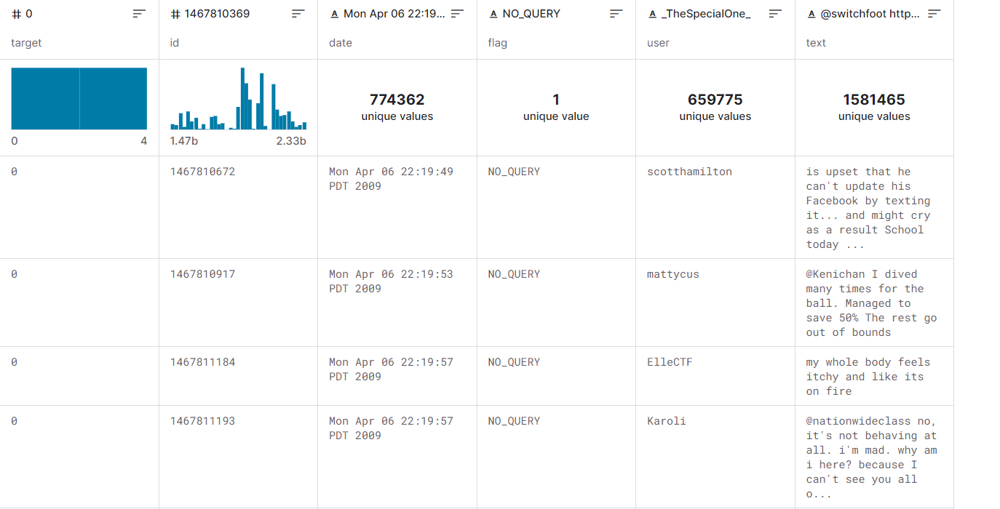 # 0
# 1467810369
A Mon Apr 06 22:19...
A NO_QUERY
A _TheSpecialOne_
A @switchfoot http...
target
id
date
flag
user
text
774362
unique values
1
unique value
659775
unique values
1581465
unique values
0
4
1.47b
2.33b
0
1467810672
Mon Apr 06 22:19:49
PDT 2009
NO_QUERY
scotthamilton
is upset that he
can't update his
Facebook by texting
it... and might cry
as a result School
today ...
0
1467810917
Mon Apr 06 22:19:53
PDT 2009
NO_QUERY
mattycus
@Kenichan I dived
many times for the
ball. Managed to
save 50% The rest go
out of bounds
0
1467811184
Mon Apr 06 22:19:57
PDT 2009
NO_QUERY
ElleCTF
my whole body feels
itchy and like its
on fire
0
1467811193
Mon Apr 06 22:19:57
PDT 2009
NO_QUERY
Karoli
@nationwideclass no,
it's not behaving at
all. i'm mad. why am
i here? because I
can't see you all
o...